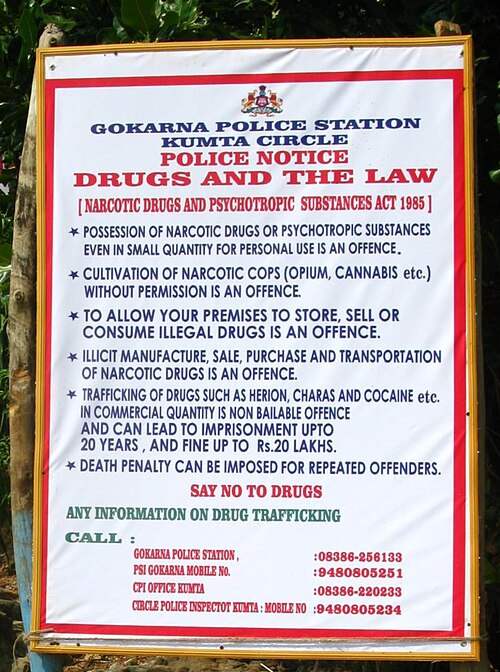 GOKARNA POLICE STATION
KUMTA CIRCLE
POLICE NOTICE
DRUGS AND THE LAW
[ NARCOTIC DRUGS AND PSYCHOTROPIC SUBSTANCES ACT 1985 ]
★ POSSESSION OF NARCOTIC DRUGS OR PSYCHOTROPIC SUBSTANCES
EVEN IN SMALL QUANTITY FOR PERSONAL USE IS AN OFFENCE.
★ CULTIVATION OF NARCOTIC COPS (OPIUM, CANNABIS etc.)
WITHOUT PERMISSION IS AN OFFENCE.
★ TO ALLOW YOUR PREMISES TO STORE, SELL OR
CONSUME ILLEGAL DRUGS IS AN OFFENCE.
★ ILLICIT MANUFACTURE, SALE, PURCHASE AND TRANSPORTATION
OF NARCOTIC DRUGS IS AN OFFENCE.
★ TRAFFICKING OF DRUGS SUCH AS HERION, CHARAS AND COCAINE etc.
IN COMMERCIAL QUANTITY IS NON BAILABLE OFFENCE
AND CAN LEAD TO IMPRISONMENT UPTO
20 YEARS , AND FINE UP TO Rs.20 LAKHS.
★ DEATH PENALTY CAN BE IMPOSED FOR REPEATED OFFENDERS.
SAY NO TO DRUGS
ANY INFORMATION ON DRUG TRAFFICKING
CALL :
GOKARNA POLICE STATION , :08386-256133
PSI GOKARNA MOBILE No. :9480805251
CPI OFFICE KUMTA :08386-220233
CIRCLE POLICE INSPECTOT KUMTA : MOBILE NO :9480805234